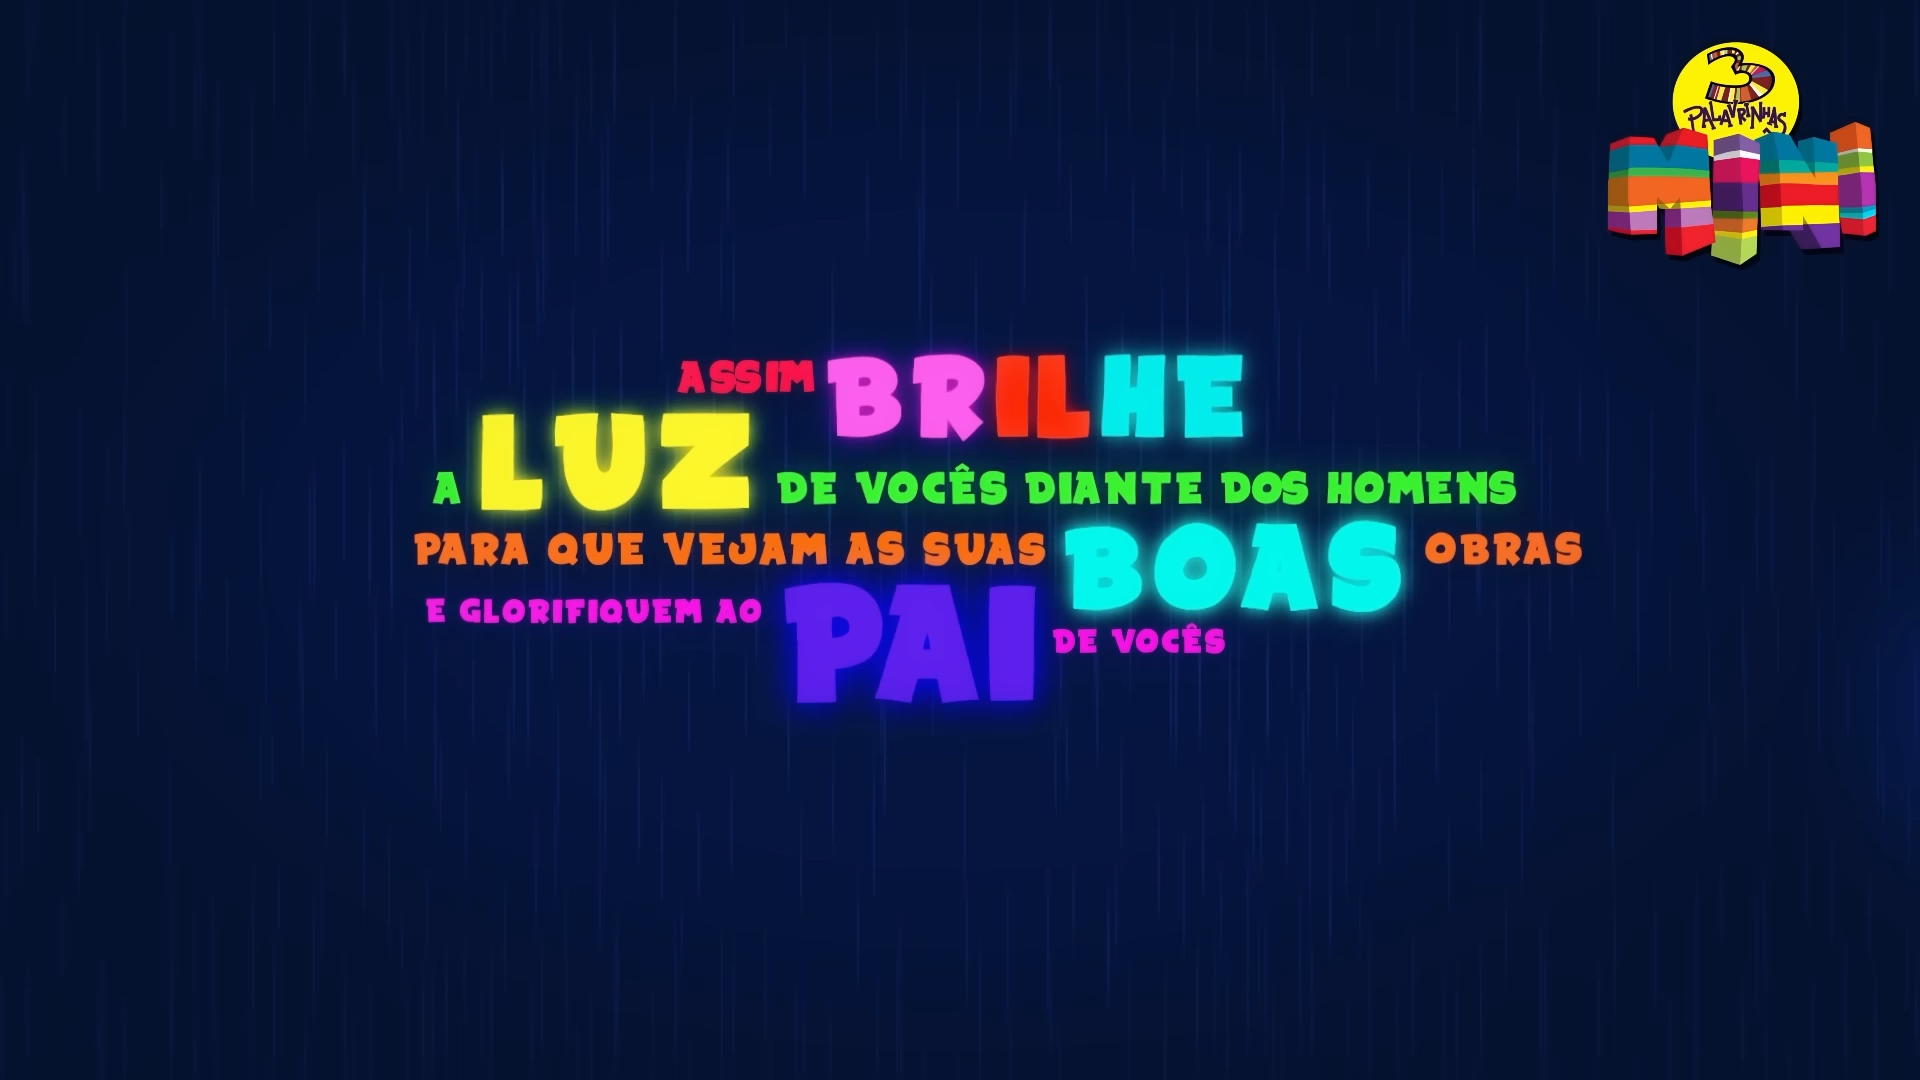 3
PALAVRINHAS
MINI
ASSIM BRILHE
A LUZ DE VOCÊS DIANTE DOS HOMENS
PARA QUE VEJAM AS SUAS BOAS OBRAS
E GLORIFIQUEM AO PAI DE VOCÊS